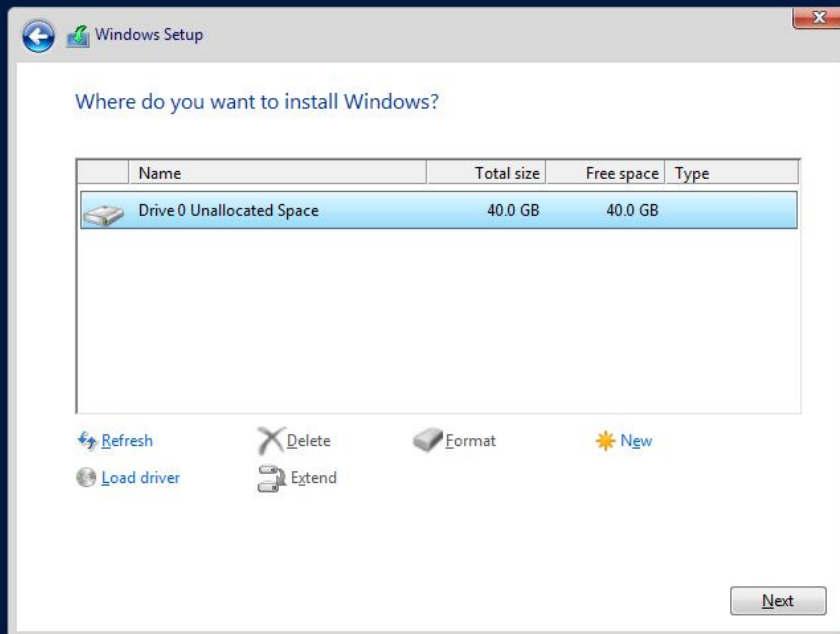 Windows Setup
Where do you want to install Windows?
Name Total size Free space Type
Drive 0 Unallocated Space 40.0 GB 40.0 GB
Refresh Delete Format New
Load driver Extend
Next